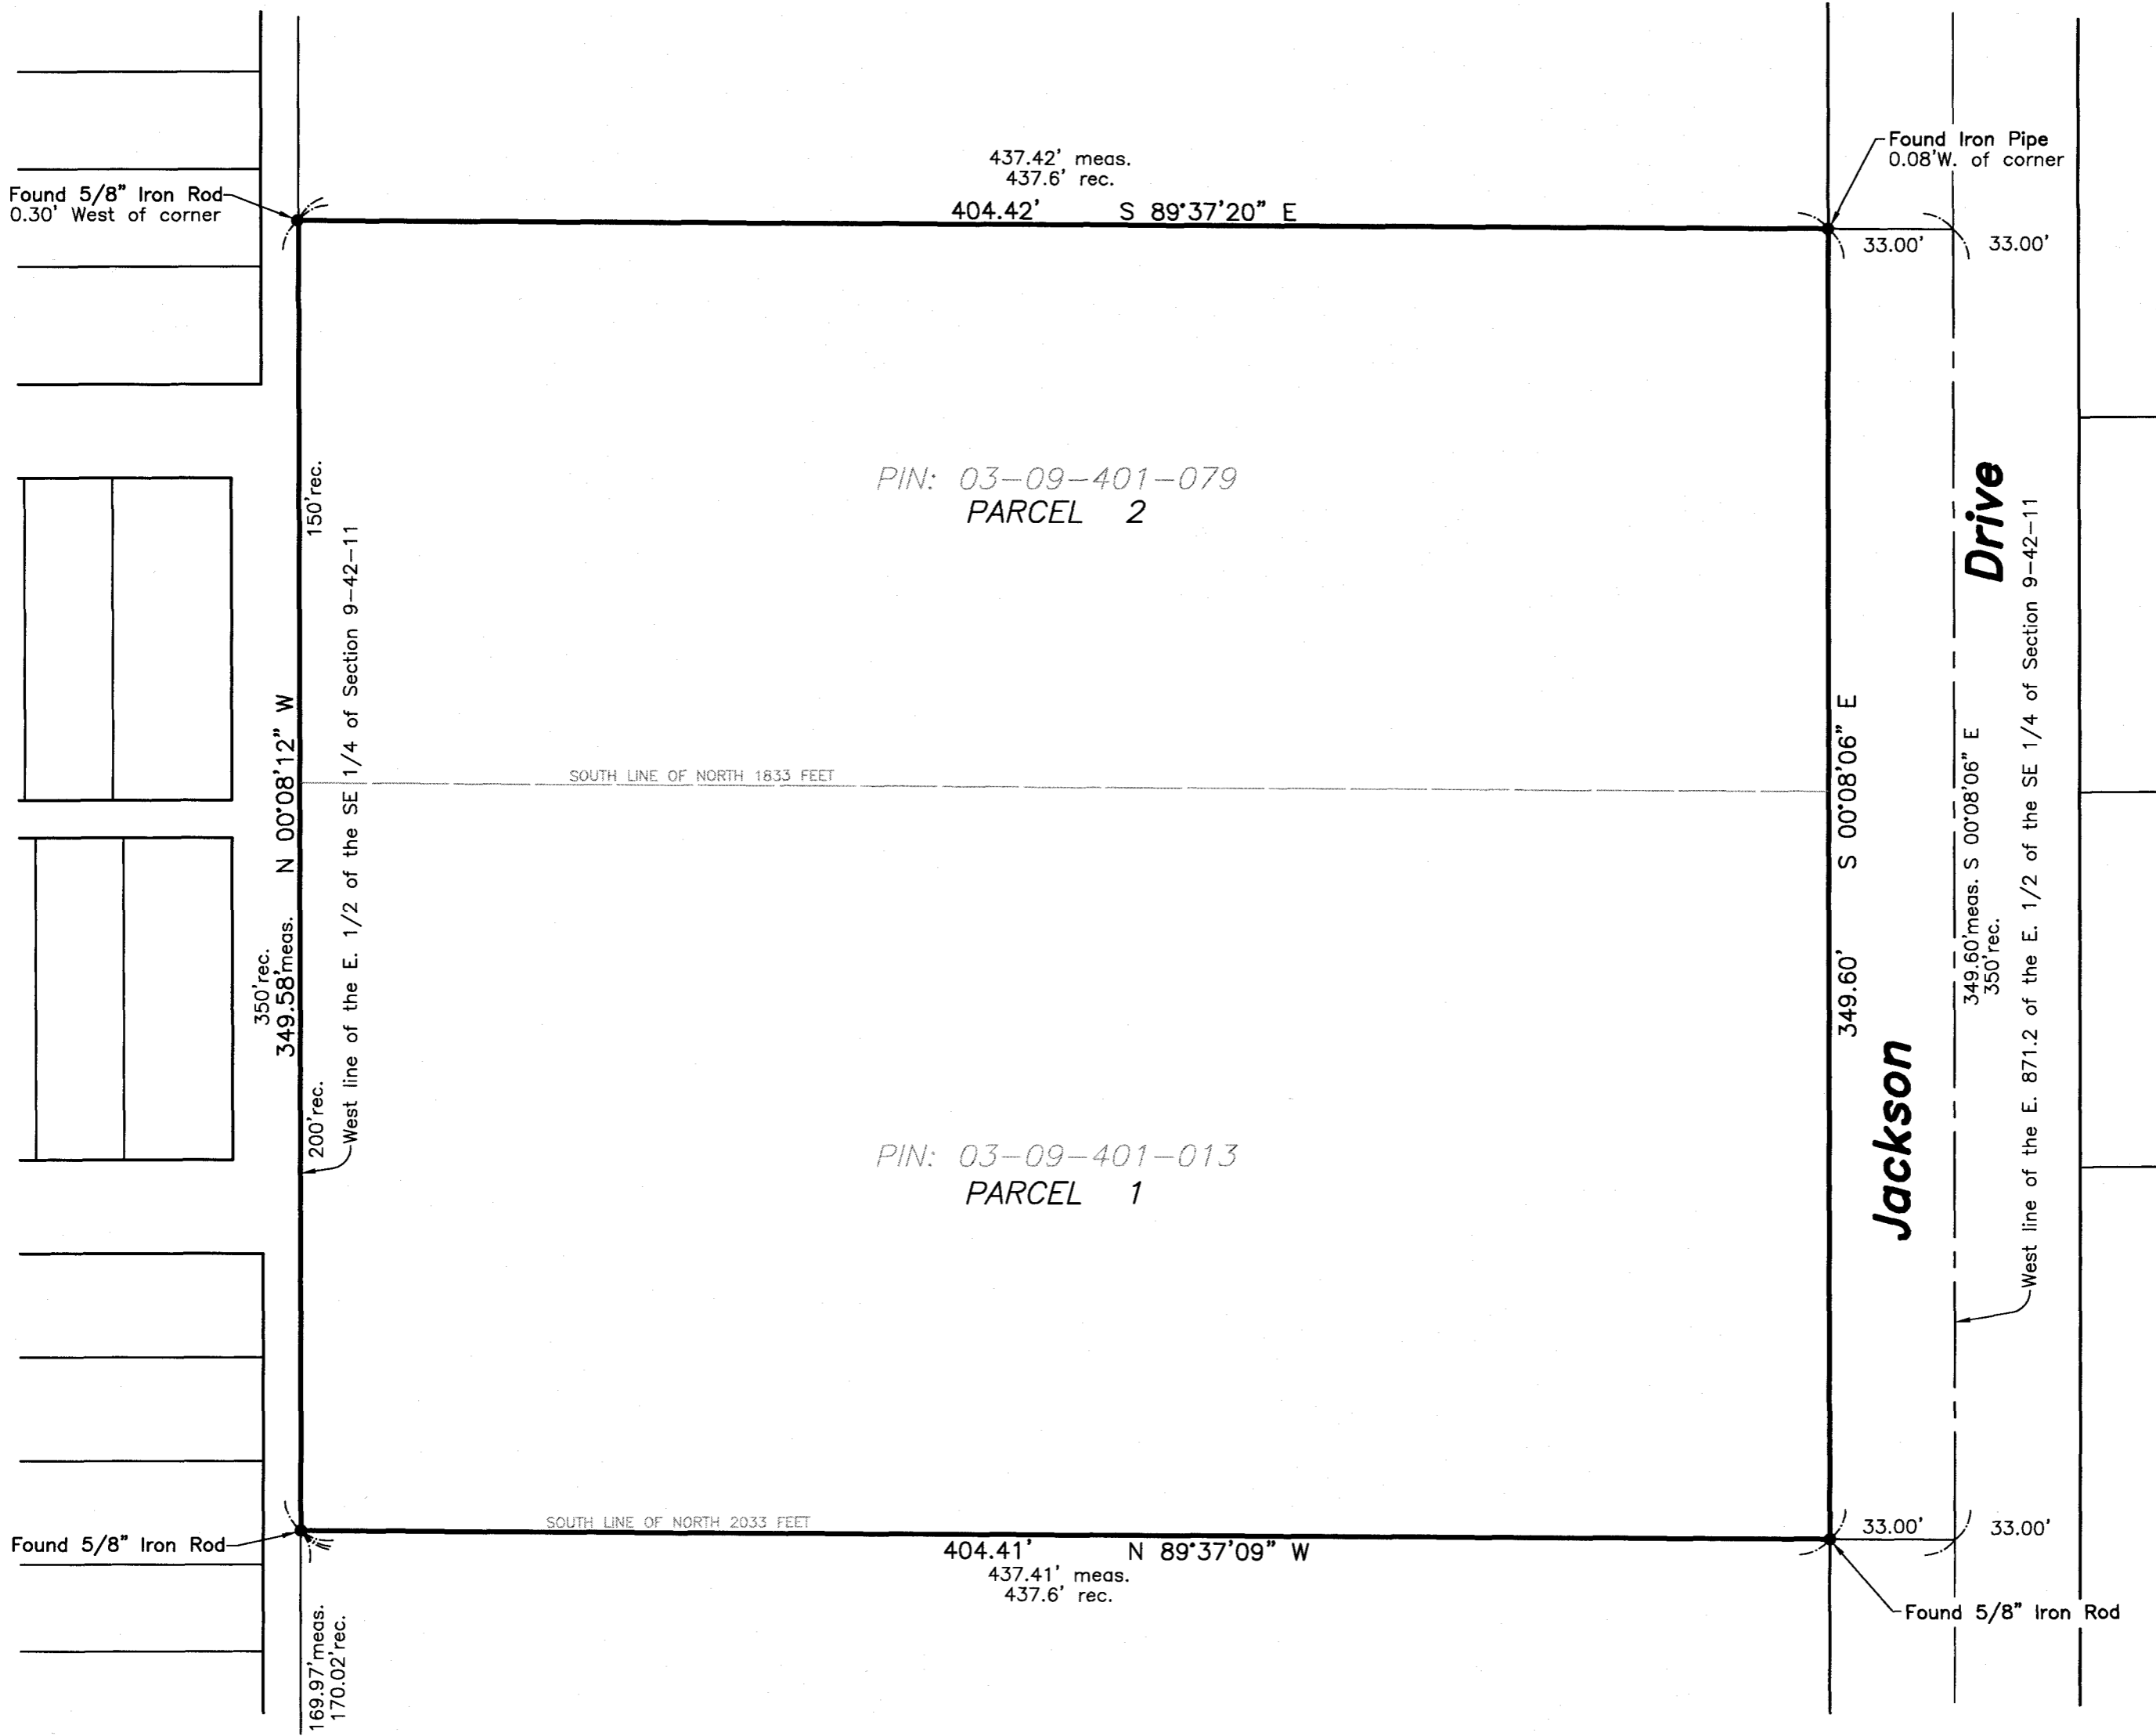 437.42' meas.
437.6' rec.
404.42' S 89°37'20" E
Found Iron Pipe
0.08'W. of corner
Found 5/8" Iron Rod
0.30' West of corner
33.00'
33.00'
PIN: 03-09-401-079
PARCEL 2
150'rec.
N 00°08'12" W
350'rec.
349.58'meas.
West line of the E. 1/2 of the SE 1/4 of Section 9-42-11
200'rec.
SOUTH LINE OF NORTH 1833 FEET
S 00°08'06" E
349.60'
Jackson Drive
349.60'meas. S 00°08'06" E
350'rec.
West line of the E. 871.2 of the E. 1/2 of the SE 1/4 of Section 9-42-11
PIN: 03-09-401-013
PARCEL 1
SOUTH LINE OF NORTH 2033 FEET
Found 5/8" Iron Rod
404.41' N 89°37'09" W
437.41' meas.
437.6' rec.
33.00'
33.00'
Found 5/8" Iron Rod
169.97'meas.
170.02'rec.